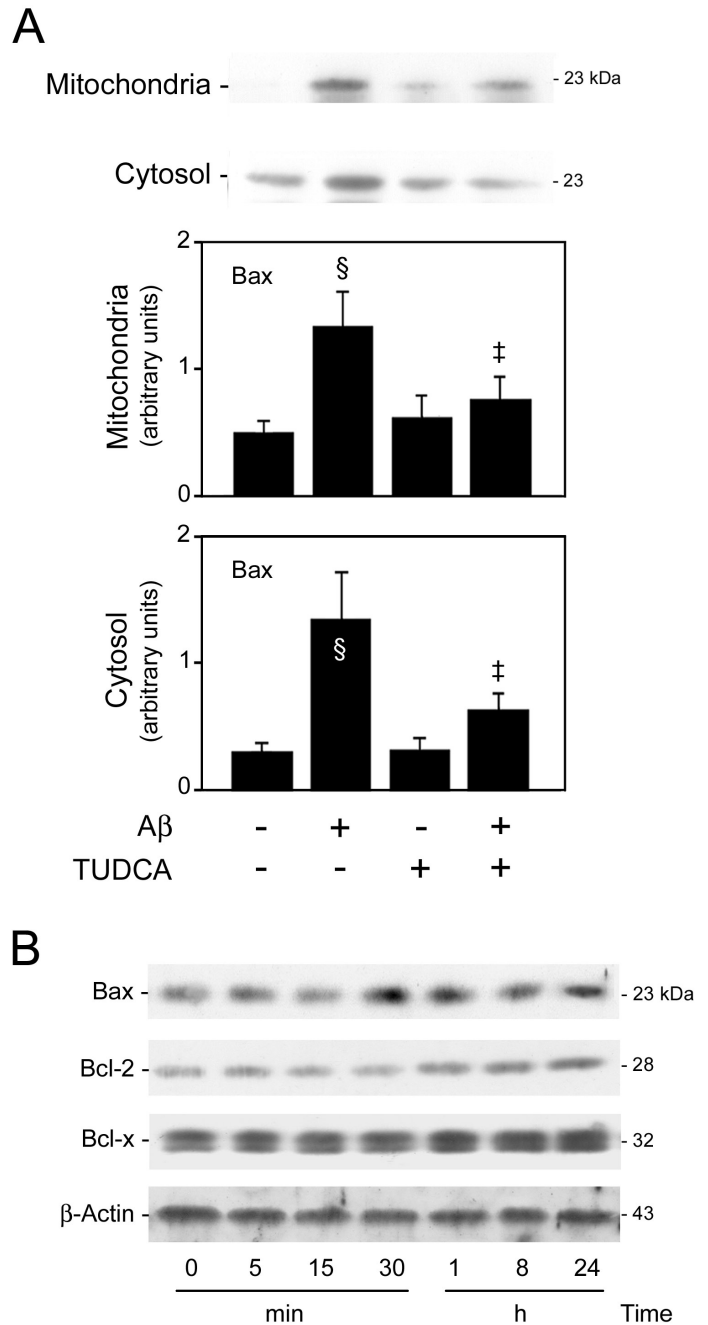 A
Mitochondria - - 23 kDa
Cytosol - - 23
2
Bax
§
Mitochondria
(arbitrary units)
1
‡
0
2
Bax
Cytosol
(arbitrary units)
§
1
‡
0
Aβ - + - +
TUDCA - - + +
B
Bax - - 23 kDa
Bcl-2 - - 28
Bcl-x - - 32
β-Actin - - 43
0 5 15 30 1 8 24
min h Time